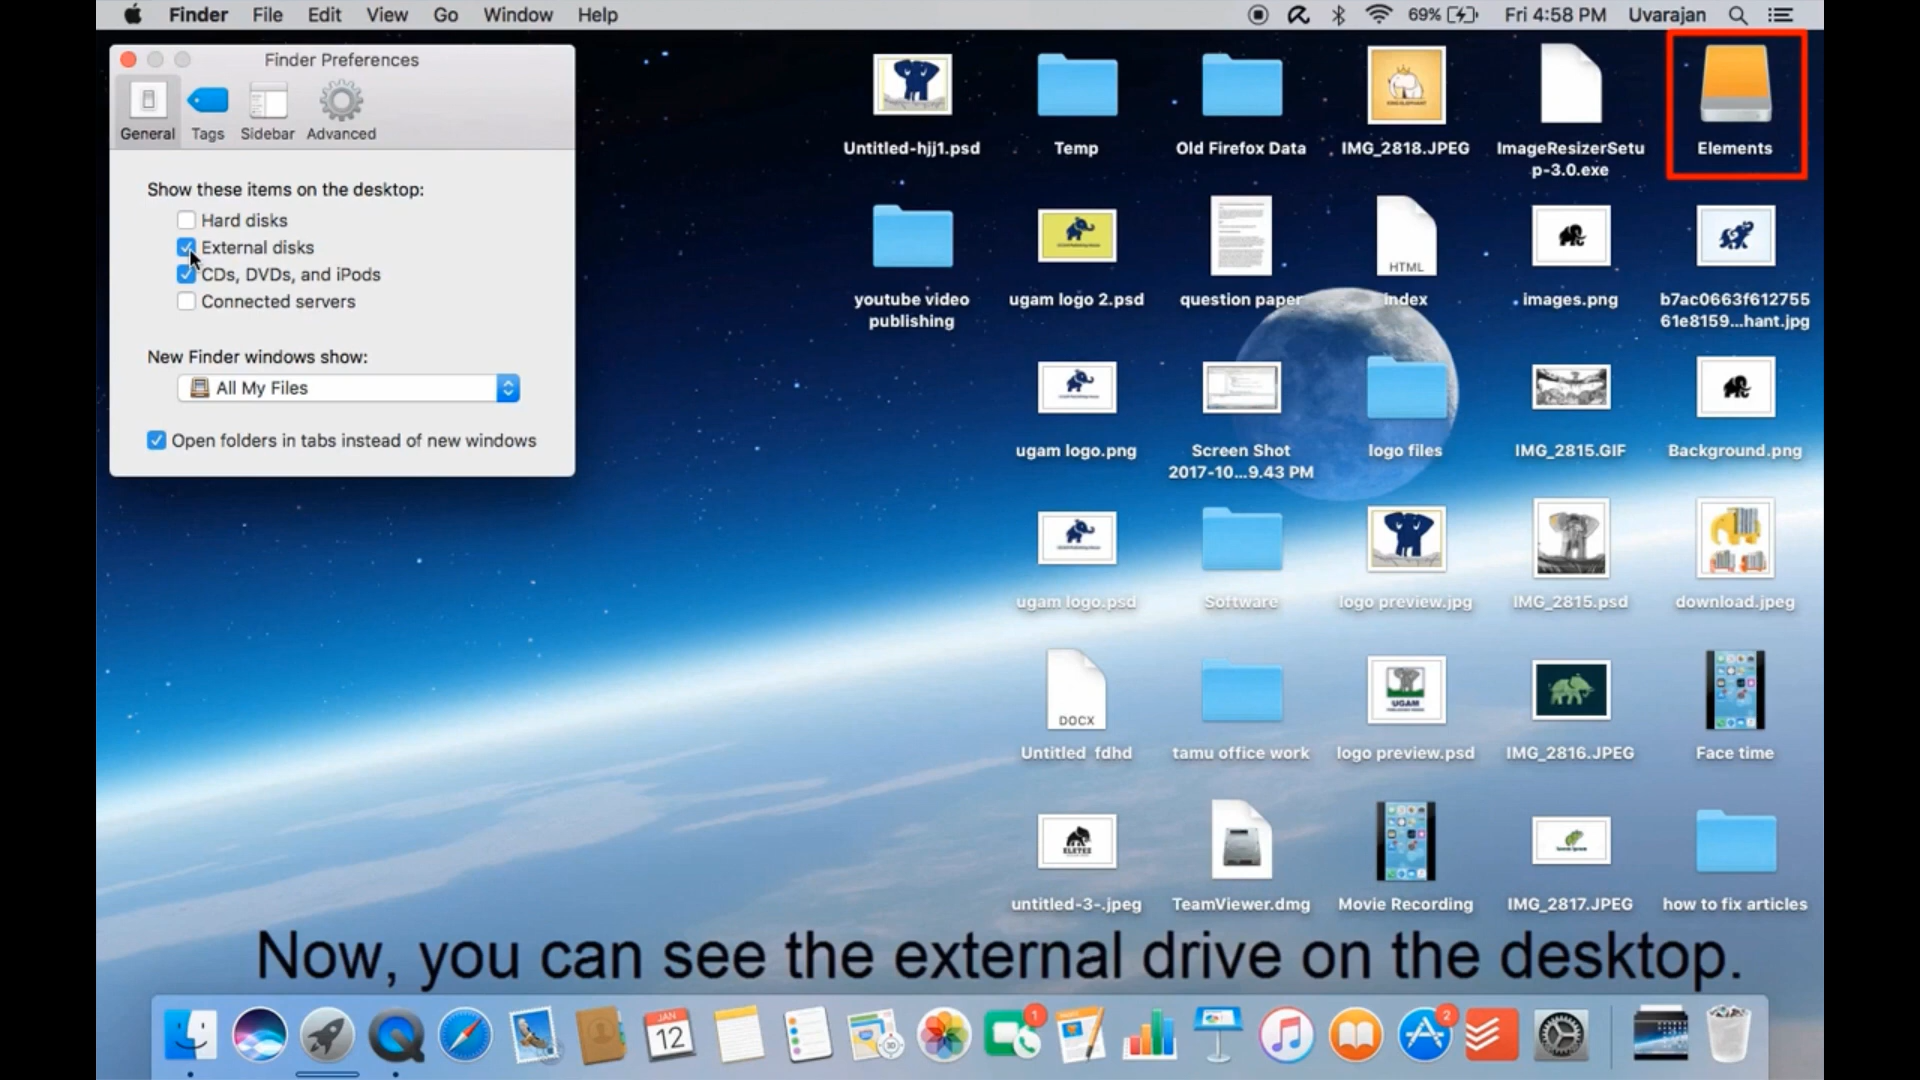 Finder File Edit View Go Window Help 69% Fri 4:58 PM Uvarajan
Finder Preferences
General Tags Sidebar Advanced
Show these items on the desktop:
Hard disks
External disks
CDs, DVDs, and iPods
Connected servers
New Finder windows show:
All My Files
Open folders in tabs instead of new windows
Untitled-hjj1.psd Temp Old Firefox Data IMG_2818.JPEG ImageResizerSetu Elements
p-3.0.exe
HTML
youtube video ugam logo 2.psd question paper index images.png b7ac0663f612755
publishing 61e8159...hant.jpg
ugam logo.png Screen Shot logo files IMG_2815.GIF Background.png
2017-10...9.43 PM
ugam logo.psd Software logo preview.jpg IMG_2815.psd download.jpeg
DOCX UGAM
Untitled fdhd tamu office work logo preview.psd IMG_2816.JPEG Face time
ELETEE
untitled-3-.jpeg TeamViewer.dmg Movie Recording IMG_2817.JPEG how to fix articles
Now, you can see the external drive on the desktop.
JAN 1 2
12